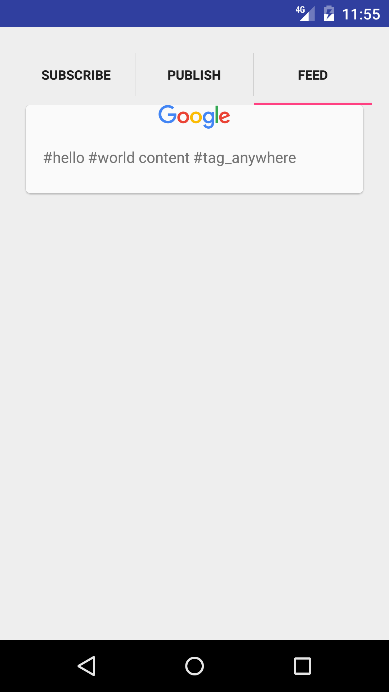 4G 11:55
SUBSCRIBE PUBLISH FEED
Google
#hello #world content #tag_anywhere